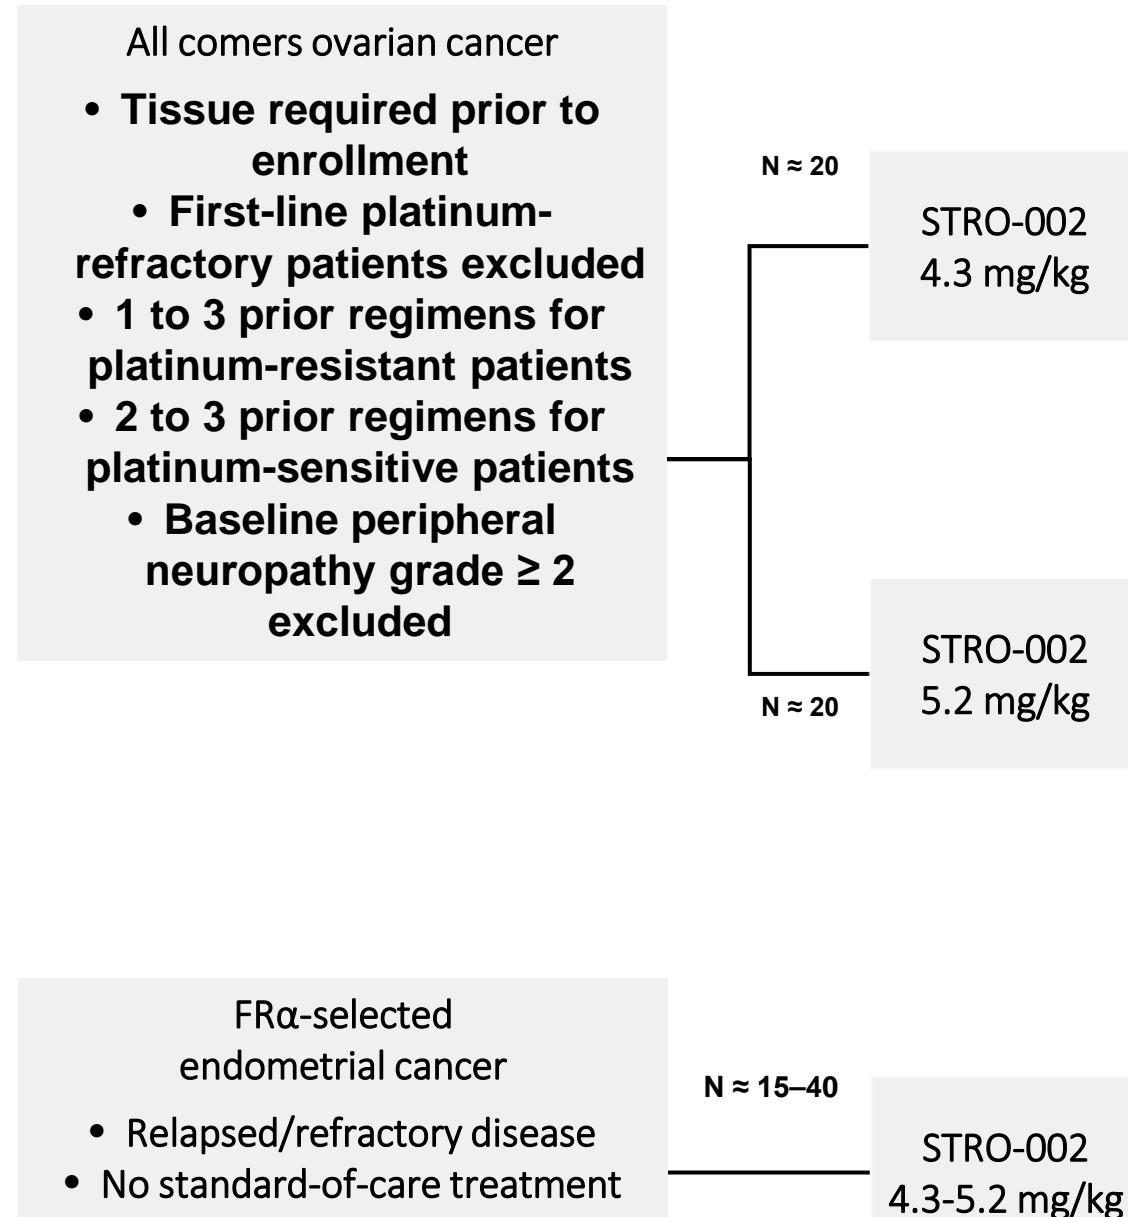 All comers ovarian cancer
• Tissue required prior to
enrollment
• First-line platinum-
refractory patients excluded
• 1 to 3 prior regimens for
platinum-resistant patients
• 2 to 3 prior regimens for
platinum-sensitive patients
• Baseline peripheral
neuropathy grade ≥ 2
excluded
N ≈ 20
STRO-002
4.3 mg/kg
STRO-002
5.2 mg/kg
N ≈ 20
FRα-selected
endometrial cancer
• Relapsed/refractory disease
• No standard-of-care treatment
N ≈ 15–40
STRO-002
4.3-5.2 mg/kg